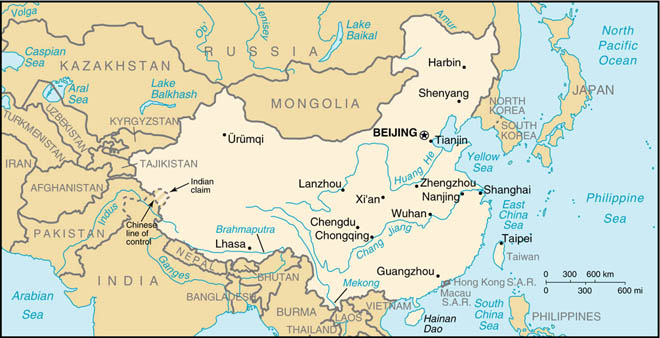 Volga
Ob'
Yenisey
Lake
Baikal
Amur
North
Pacific
Ocean
RUSSIA
Caspian
Sea
KAZAKHSTAN
Aral
Sea
Lake
Balkhash
MONGOLIA
Harbin
Shenyang
JAPAN
UZBEKISTAN
TURKMENISTAN
KYRGYZSTAN
TAJIKISTAN
Ürümqi
BEIJING
Tianjin
NORTH
KOREA
SOUTH
KOREA
Yellow
Sea
IRAN
AFGHANISTAN
Indian
claim
Huang He
Lanzhou
Xi'an
Zhengzhou
Nanjing
Shanghai
PAKISTAN
Indus
Chinese
line of
control
Brahmaputra
Lhasa
Chengdu
Chongqing
Wuhan
Chang Jiang
East
China
Sea
Philippine
Sea
NEPAL
BHUTAN
Ganges
INDIA
BANGLADESH
Mekong
Guangzhou
Taipei
Taiwan
Hong Kong S.A.R.
Macau
S.A.R.
0 300 600 km
0 300 600 mi
Arabian
Sea
BURMA
LAOS
VIETNAM
THAILAND
Hainan
Dao
South
China
Sea
PHILIPPINES